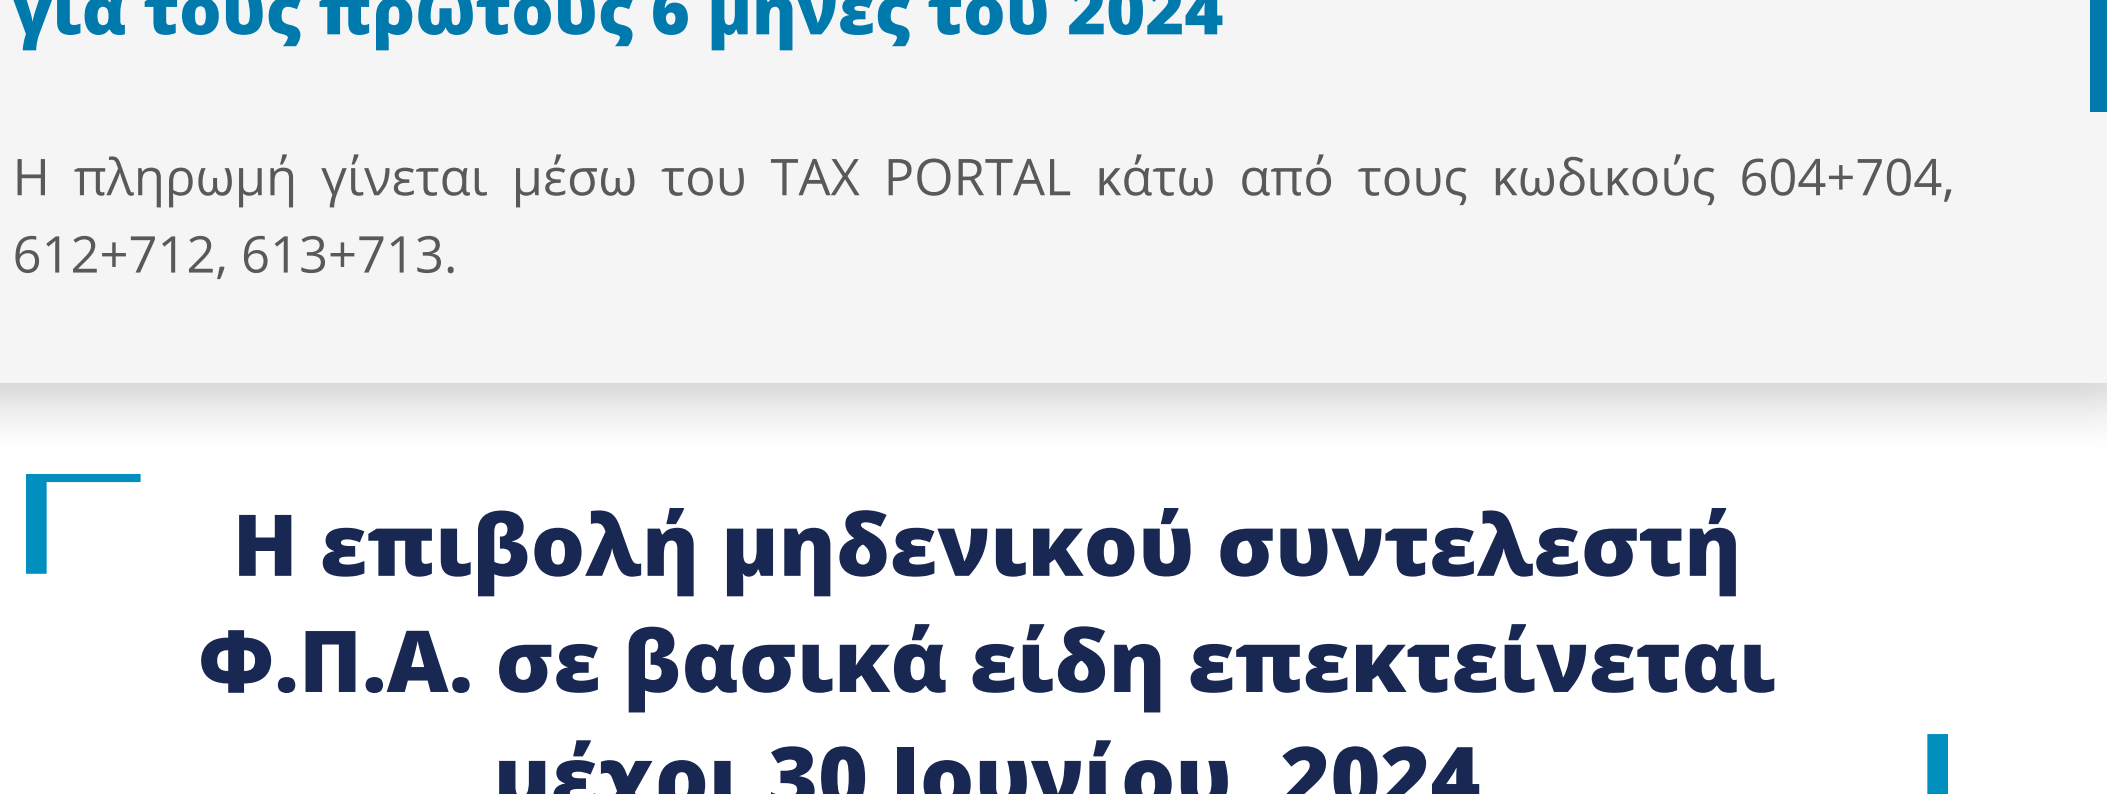 για τους πρώτους 6 μήνες του 2024
Η πληρωμή γίνεται μέσω του TAX PORTAL κάτω από τους κωδικούς 604+704,
612+712, 613+713.
Η επιβολή μηδενικού συντελεστή
Φ.Π.Α. σε βασικά είδη επεκτείνεται
μέχρι 30 Ιουνίου, 2024